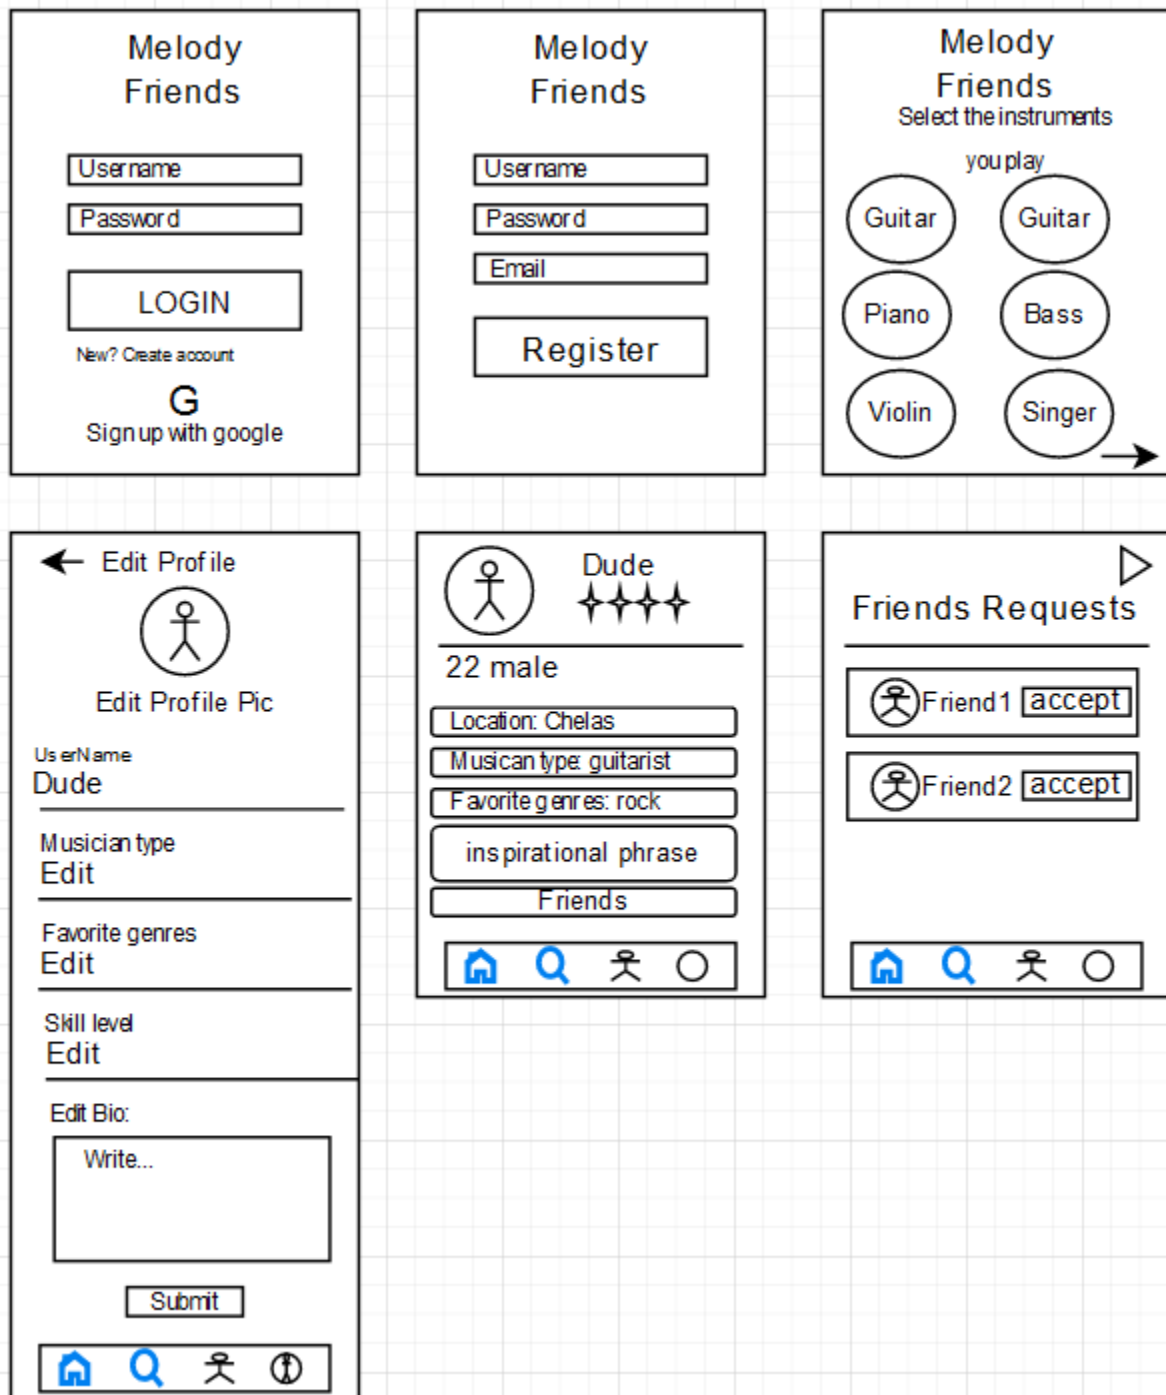 Melody
Friends
Username
Password
LOGIN
New? Create account
G
Sign up with google
Melody
Friends
Username
Password
Email
Register
Melody
Friends
Select the instruments
you play
Guitar
Guitar
Piano
Bass
Violin
Singer
Edit Profile
Edit Profile Pic
UserName
Dude
Musician type
Edit
Favorite genres
Edit
Skill level
Edit
Edit Bio:
Write...
Submit
Dude
22 male
Location: Chelas
Musican type: guitarist
Favorite genres: rock
inspirational phrase
Friends
Friends Requests
Friend1 accept
Friend2 accept